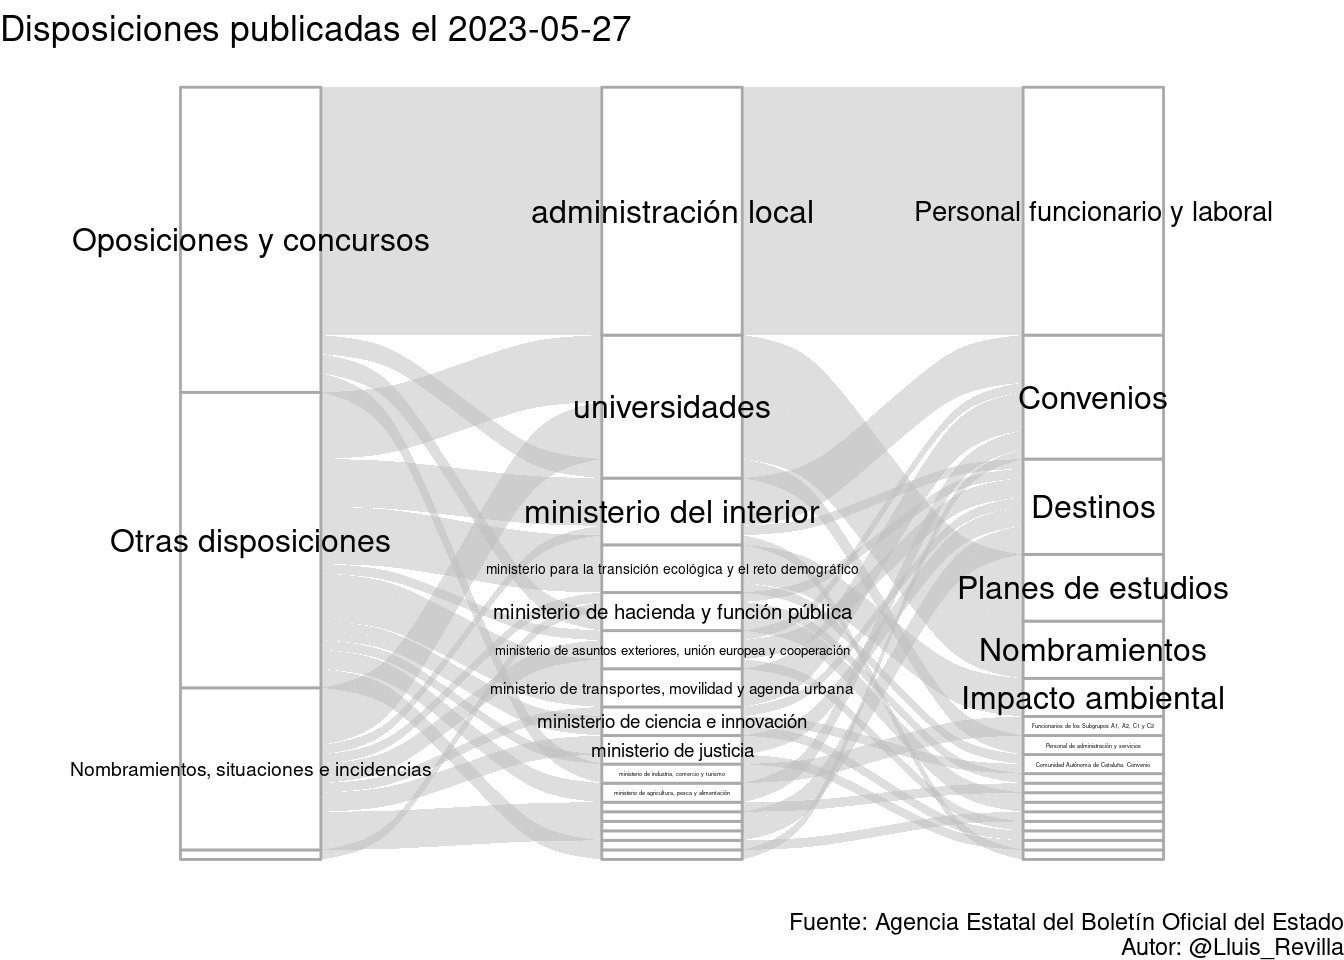 Disposiciones publicadas el 2023-05-27
Oposiciones y concursos
Otras disposiciones
Nombramientos, situaciones e incidencias
administración local
universidades
ministerio del interior
ministerio para la transición ecológica y el reto demográfico
ministerio de hacienda y función pública
ministerio de asuntos exteriores, unión europea y cooperación
ministerio de transportes, movilidad y agenda urbana
ministerio de ciencia e innovación
ministerio de justicia
ministerio de industria, comercio y turismo
ministerio de agricultura, pesca y alimentación
Personal funcionario y laboral
Convenios
Destinos
Planes de estudios
Nombramientos
Impacto ambiental
Funcionarios de los Subgrupos A1, A2, C1 y C2
Personal de administración y servicios
Comunidad Autónoma de Cataluña. Convenio
Fuente: Agencia Estatal del Boletín Oficial del Estado
Autor: @Lluis_Revilla